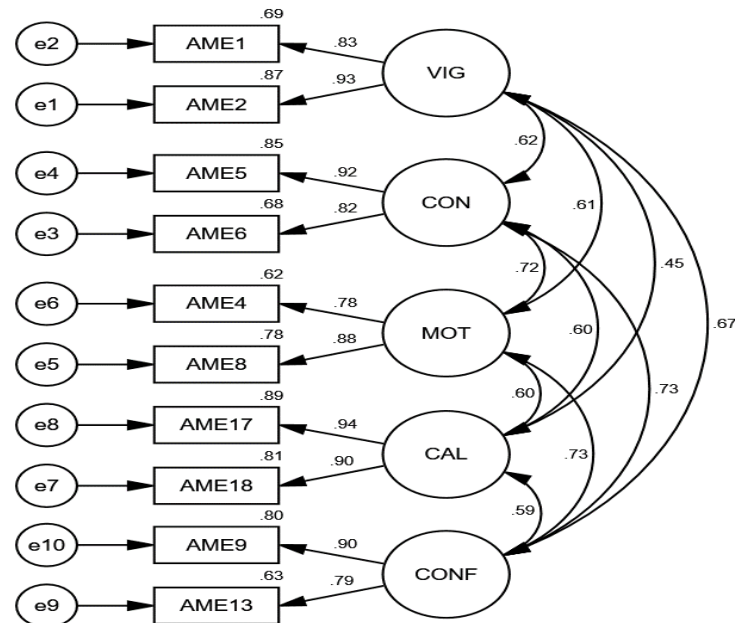 .69
e2 AME1 .83 VIG
.87
e1 AME2 .93
.62
.85
e4 AME5 .92 CON
.61
.68
e3 AME6 .82
.72 .45
.62
e6 AME4 .78 MOT .60 .67
.78
e5 AME8 .88
.60 .73
.89
e8 AME17 .94 CAL .73
.81
e7 AME18 .90
.59
.80
e10 AME9 .90 CONF
.63
e9 AME13 .79